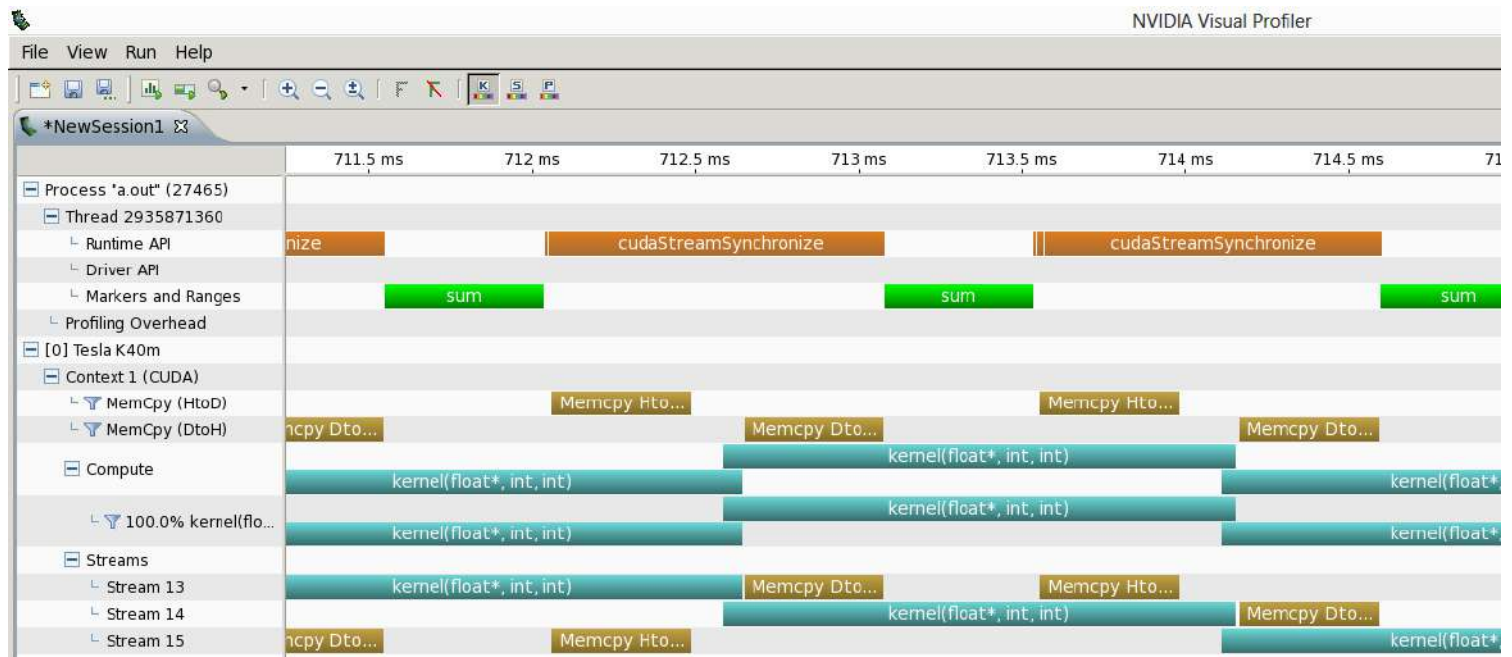 NVIDIA Visual Profiler
File View Run Help
*NewSession1
711.5 ms 712 ms 712.5 ms 713 ms 713.5 ms 714 ms 714.5 ms 71
Process "a.out" (27465)
Thread 2935871360
Runtime API nize cudaStreamSynchronize cudaStreamSynchronize
Driver API
Markers and Ranges sum sum sum
Profiling Overhead
[0] Tesla K40m
Context 1 (CUDA)
MemCpy (HtoD) Memcpy Hto... Memcpy Hto...
MemCpy (DtoH) mcpy Dto... Memcpy Dto... Memcpy Dto...
kernel(float*, int, int)
Compute
kernel(float*, int, int) kernel(float*,
kernel(float*, int, int)
100.0% kernel(flo...
kernel(float*, int, int) kernel(float*,
Streams
Stream 13 kernel(float*, int, int) Memcpy Dto... Memcpy Hto...
Stream 14 kernel(float*, int, int) Memcpy Dto...
Stream 15 mcpy Dto... Memcpy Hto... kernel(float*,